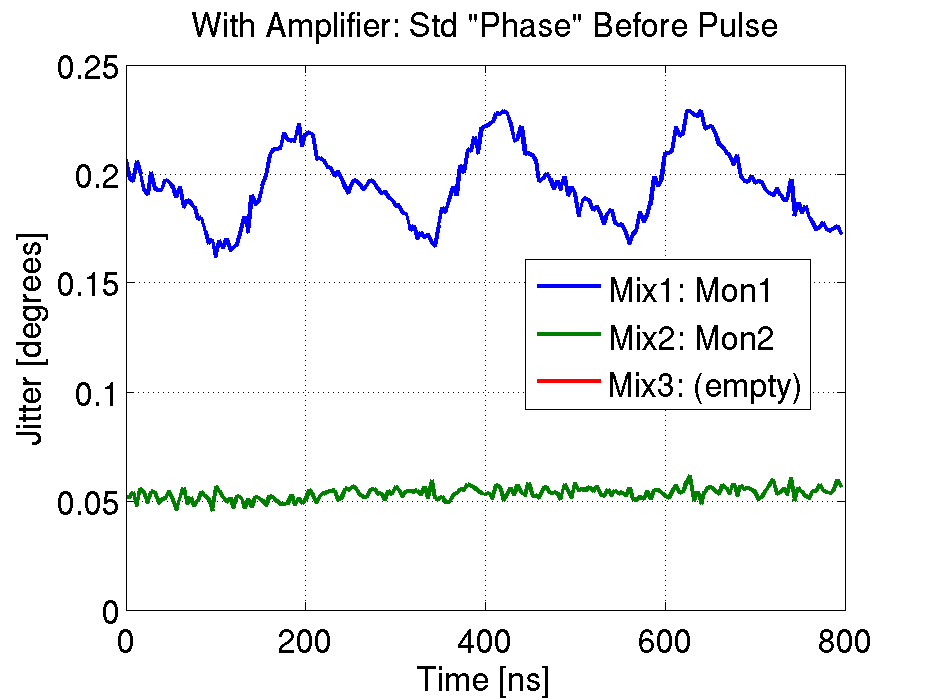 With Amplifier: Std "Phase" Before Pulse
0.25
0.2
0.15
0.1
0.05
0
Jitter [degrees]
Mix1: Mon1
Mix2: Mon2
Mix3: (empty)
0 200 400 600 800
Time [ns]